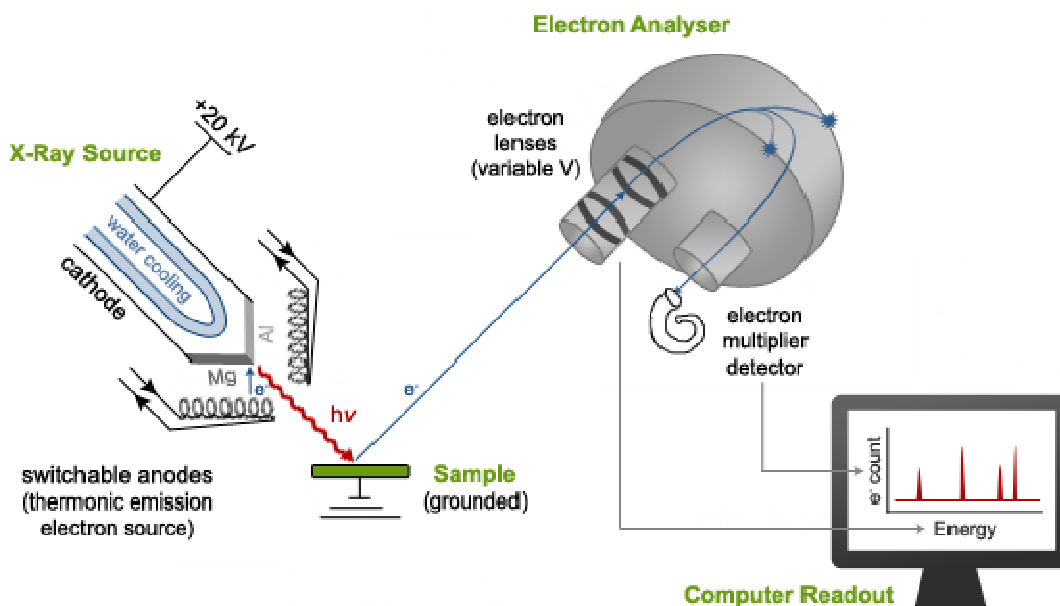 Electron Analyser
+20 kV
X-Ray Source
electron
lenses
(variable V)
water cooling
cathode
Al
Mg
e-
hν
e-
electron
multiplier
detector
switchable anodes
(thermonic emission
electron source)
Sample
(grounded)
e- count
Energy
Computer Readout